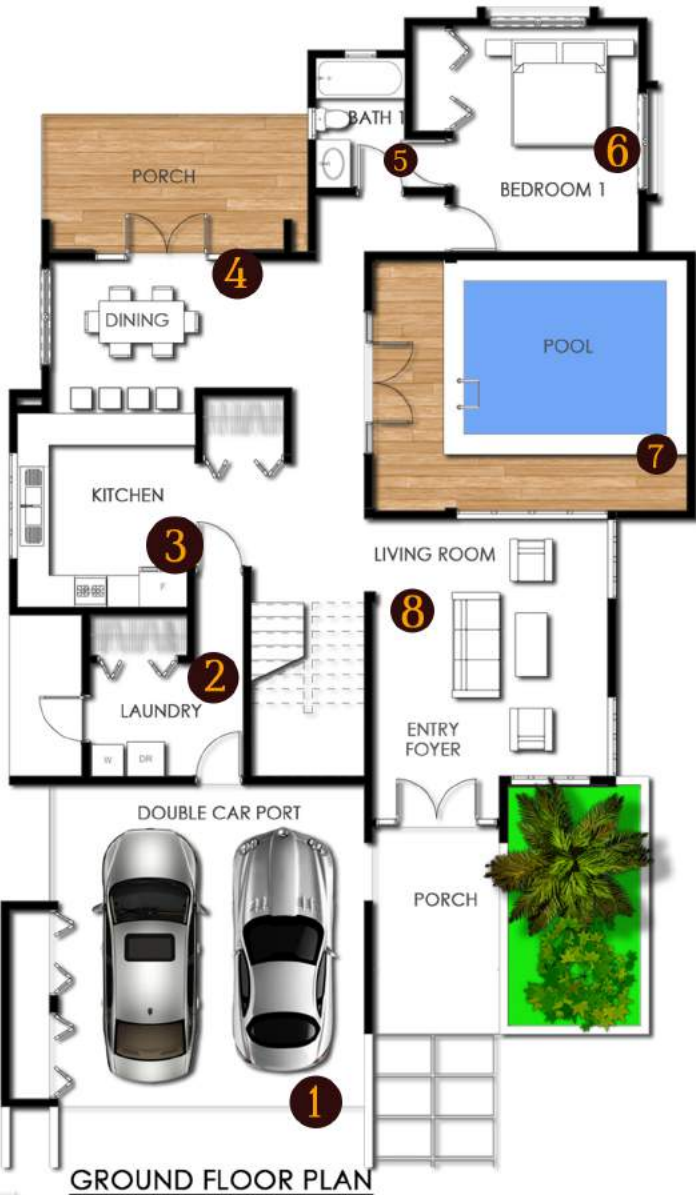 BATH 1
5
6
PORCH
BEDROOM 1
4
DINING
POOL
7
KITCHEN
3
F
LIVING ROOM
8
2
LAUNDRY
ENTRY
FOYER
W
DR
DOUBLE CAR PORT
PORCH
1
GROUND FLOOR PLAN